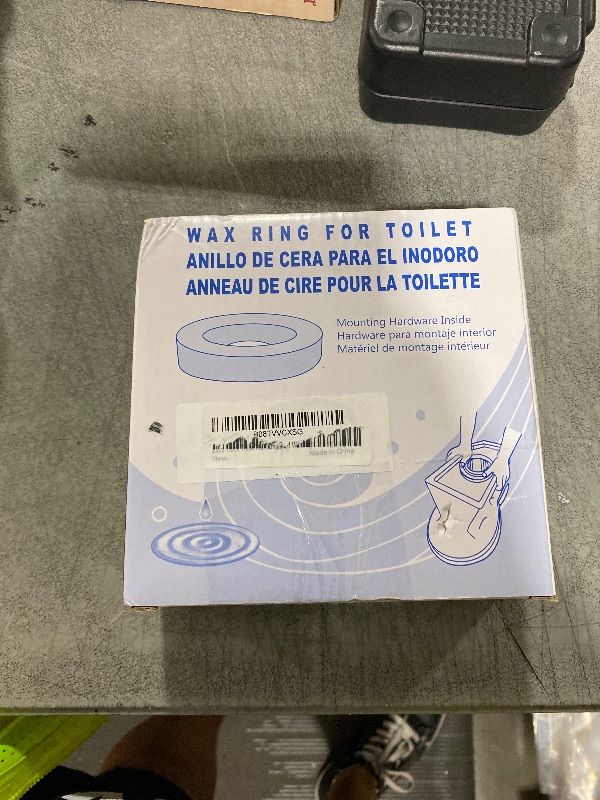 WAX RING FOR TOILET
ANILLO DE CERA PARA EL INODORO
ANNEAU DE CIRE POUR LA TOILETTE
Mounting Hardware Inside
Hardware para montaje interior
Matériel de montage intérieur
New
Made in China